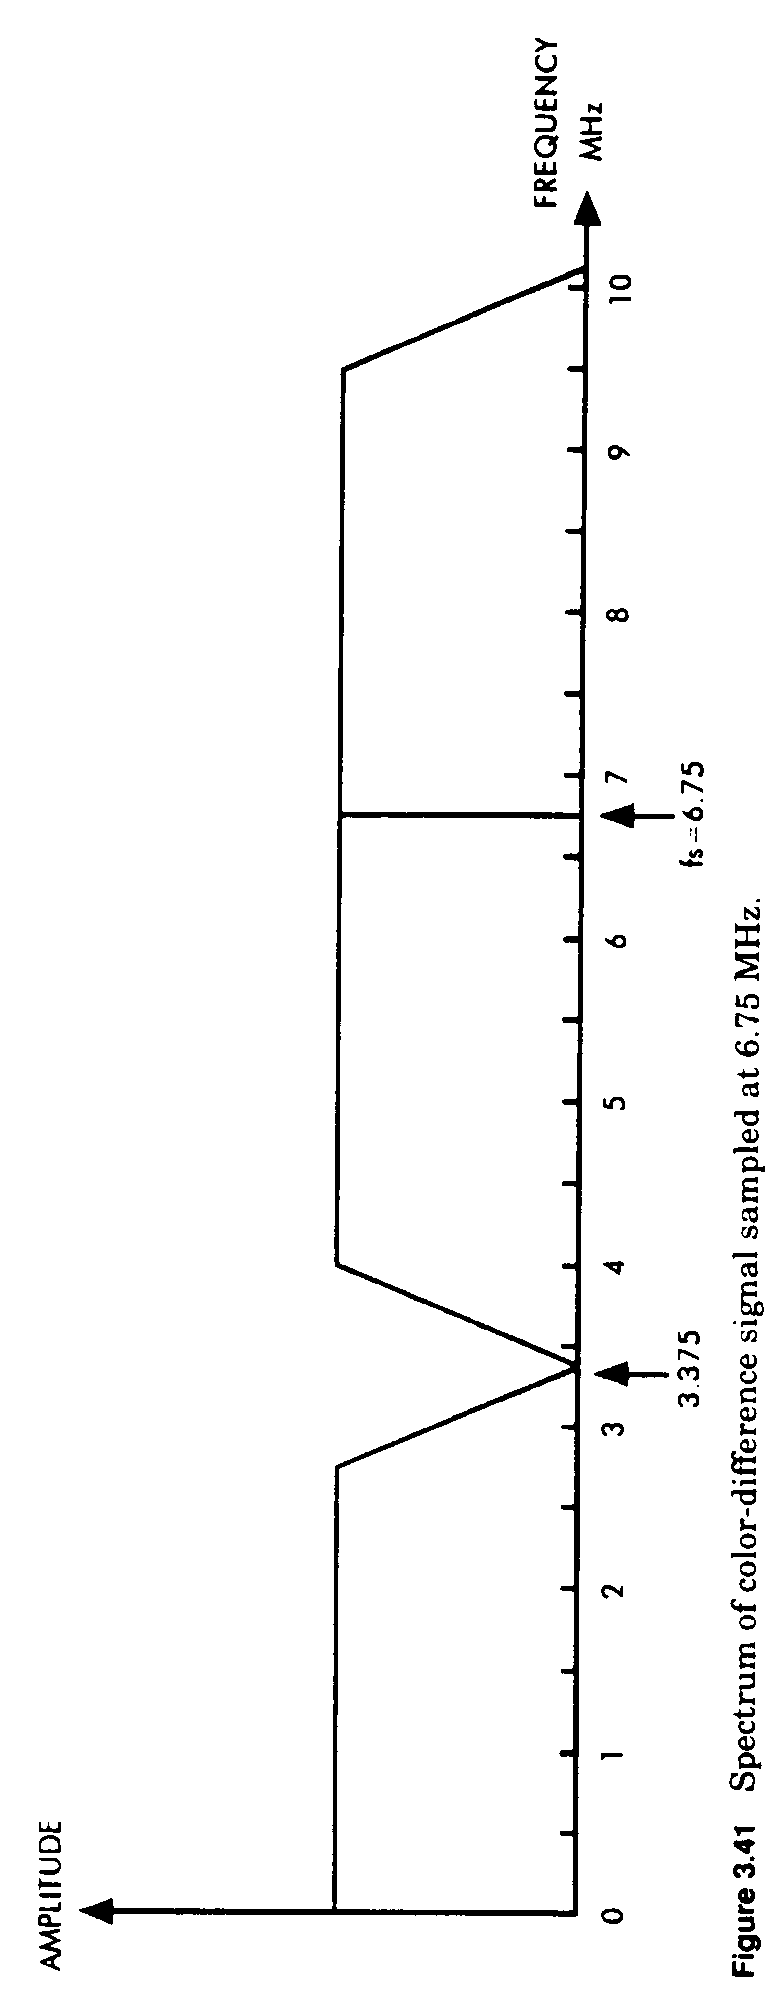 AMPLITUDE
FREQUENCY
MHz
0 1 2 3 4 5 6 7 8 9 10
3.375
fs = 6.75
Figure 3.41 Spectrum of color-difference signal sampled at 6.75 MHz.